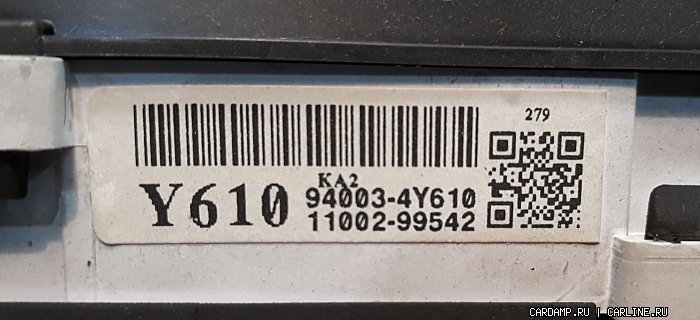 279
KA2
Y610 94003-4Y610
11002-99542
CARDAMP.RU | CARLINE.RU